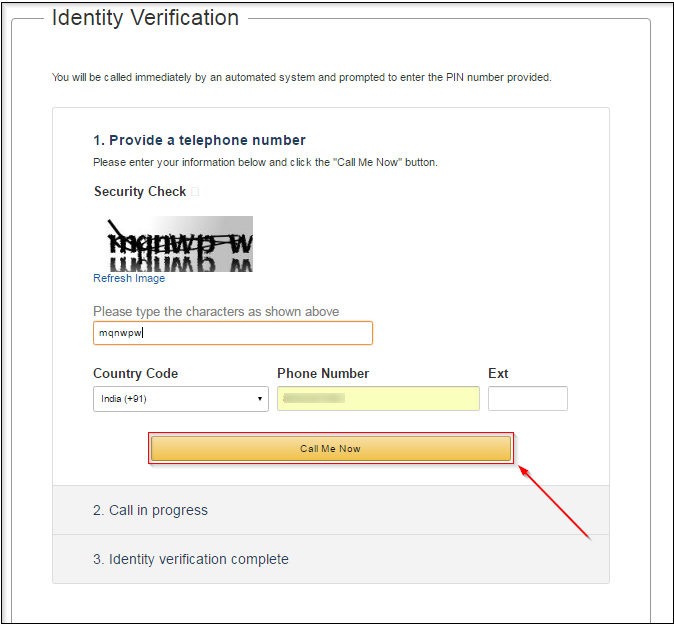 Identity Verification
You will be called immediately by an automated system and prompted to enter the PIN number provided.
1. Provide a telephone number
Please enter your information below and click the "Call Me Now" button.
Security Check
mqnwp w
Refresh Image
Please type the characters as shown above
mqnwpw
Country Code Phone Number Ext
India (+91)
Call Me Now
2. Call in progress
3. Identity verification complete